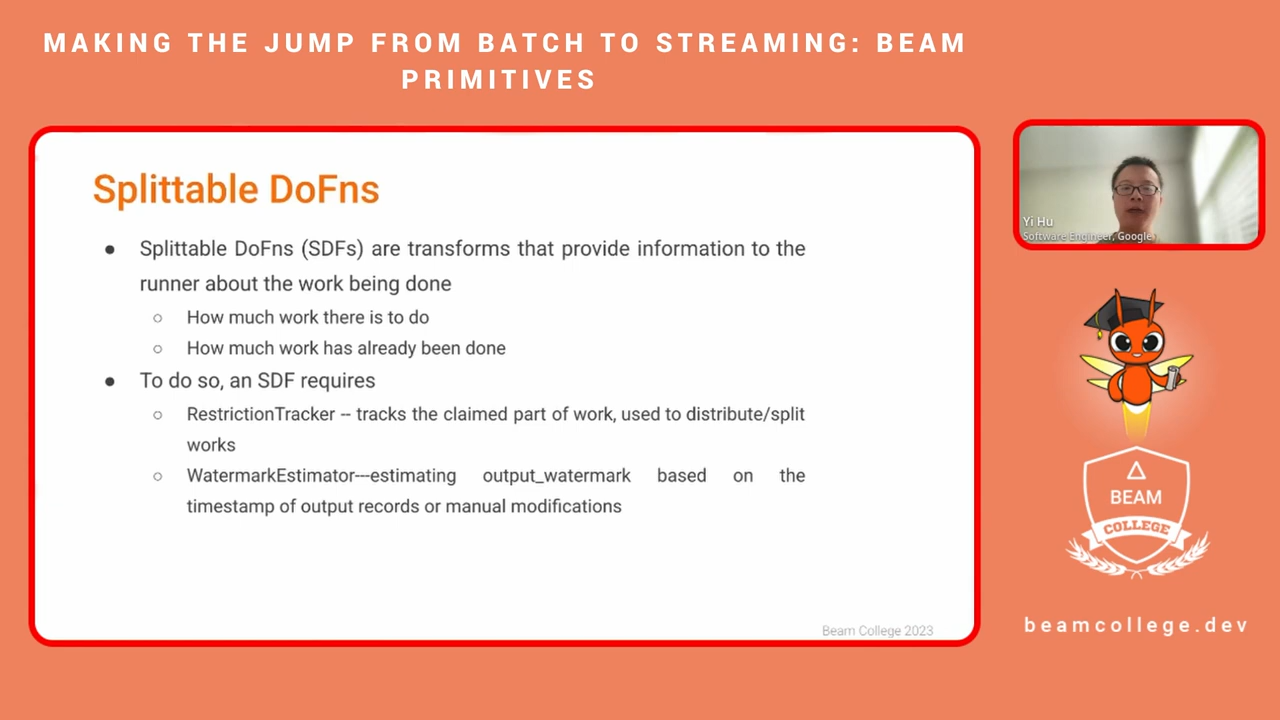 MAKING THE JUMP FROM BATCH TO STREAMING: BEAM
PRIMITIVES
Splittable DoFns
● Splittable DoFns (SDFs) are transforms that provide information to the
runner about the work being done
○ How much work there is to do
○ How much work has already been done
● To do so, an SDF requires
○ RestrictionTracker -- tracks the claimed part of work, used to distribute/split
works
○ WatermarkEstimator---estimating output_watermark based on the
timestamp of output records or manual modifications
Beam College 2023
Yi Hu
Software Engineer, Google
BEAM
COLLEGE
beamcollege.dev